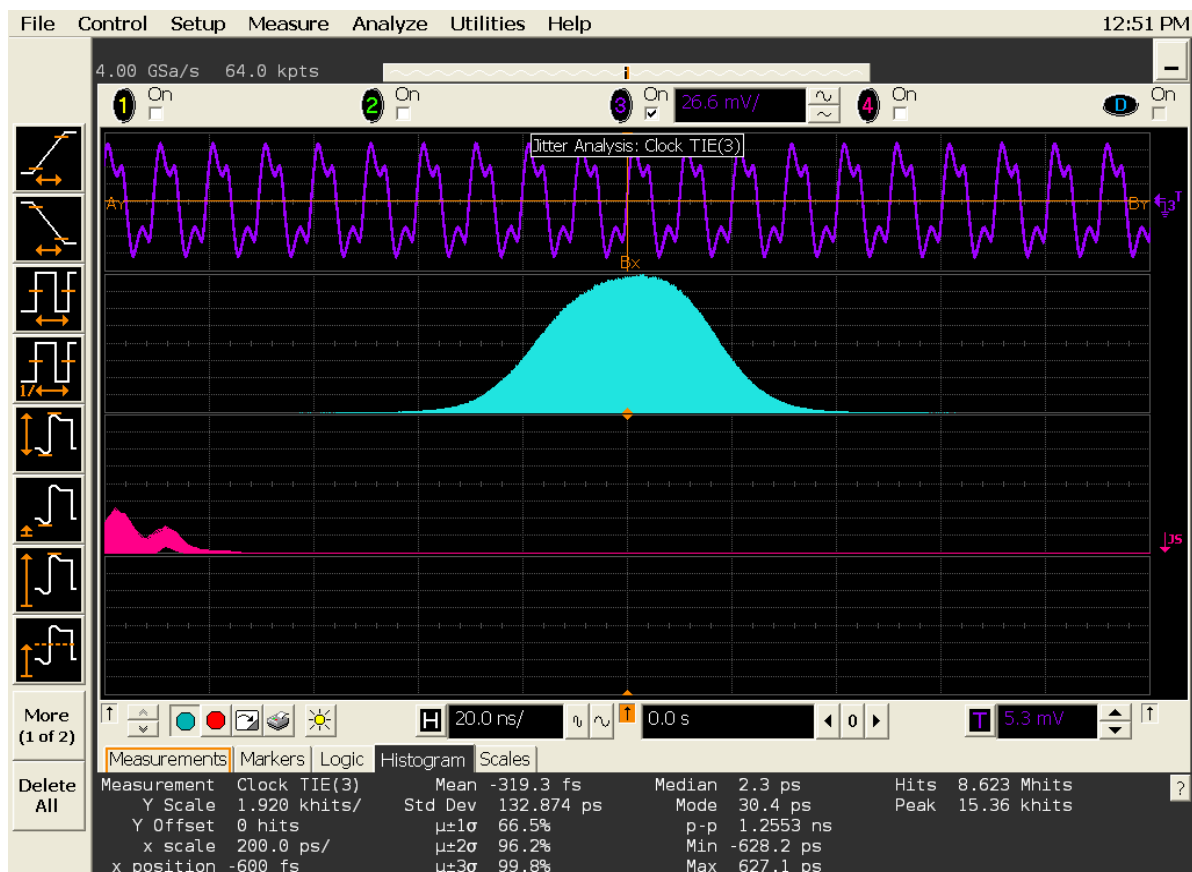 File Control Setup Measure Analyze Utilities Help 12:51 PM
4.00 GSa/s 64.0 kpts
1 On 2 On 3 On 26.6 mV/ 4 On D On
Jitter Analysis: Clock TIE(3)
AY BY 3 T
Bx
1/
More
(1 of 2)
Delete
All
H 20.0 ns/ T 0.0 s 0 T 5.3 mV
Measurements Markers Logic Histogram Scales
Measurement Clock TIE(3) Mean -319.3 fs Median 2.3 ps Hits 8.623 Mhits ?
Y Scale 1.920 khits/ Std Dev 132.874 ps Mode 30.4 ps Peak 15.36 khits
Y Offset 0 hits μ±1σ 66.5% p-p 1.2553 ns
x scale 200.0 ps/ μ±2σ 96.2% Min -628.2 ps
x position -600 fs μ±3σ 99.8% Max 627.1 ps